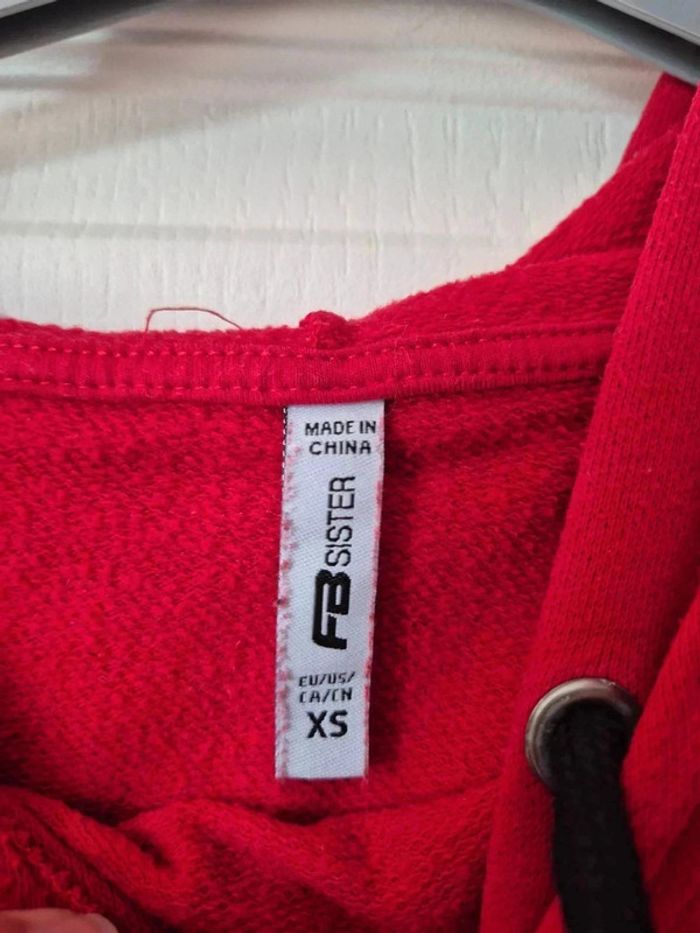 MADE IN
CHINA
FB SISTER
EU/US/
CA/CN
XS